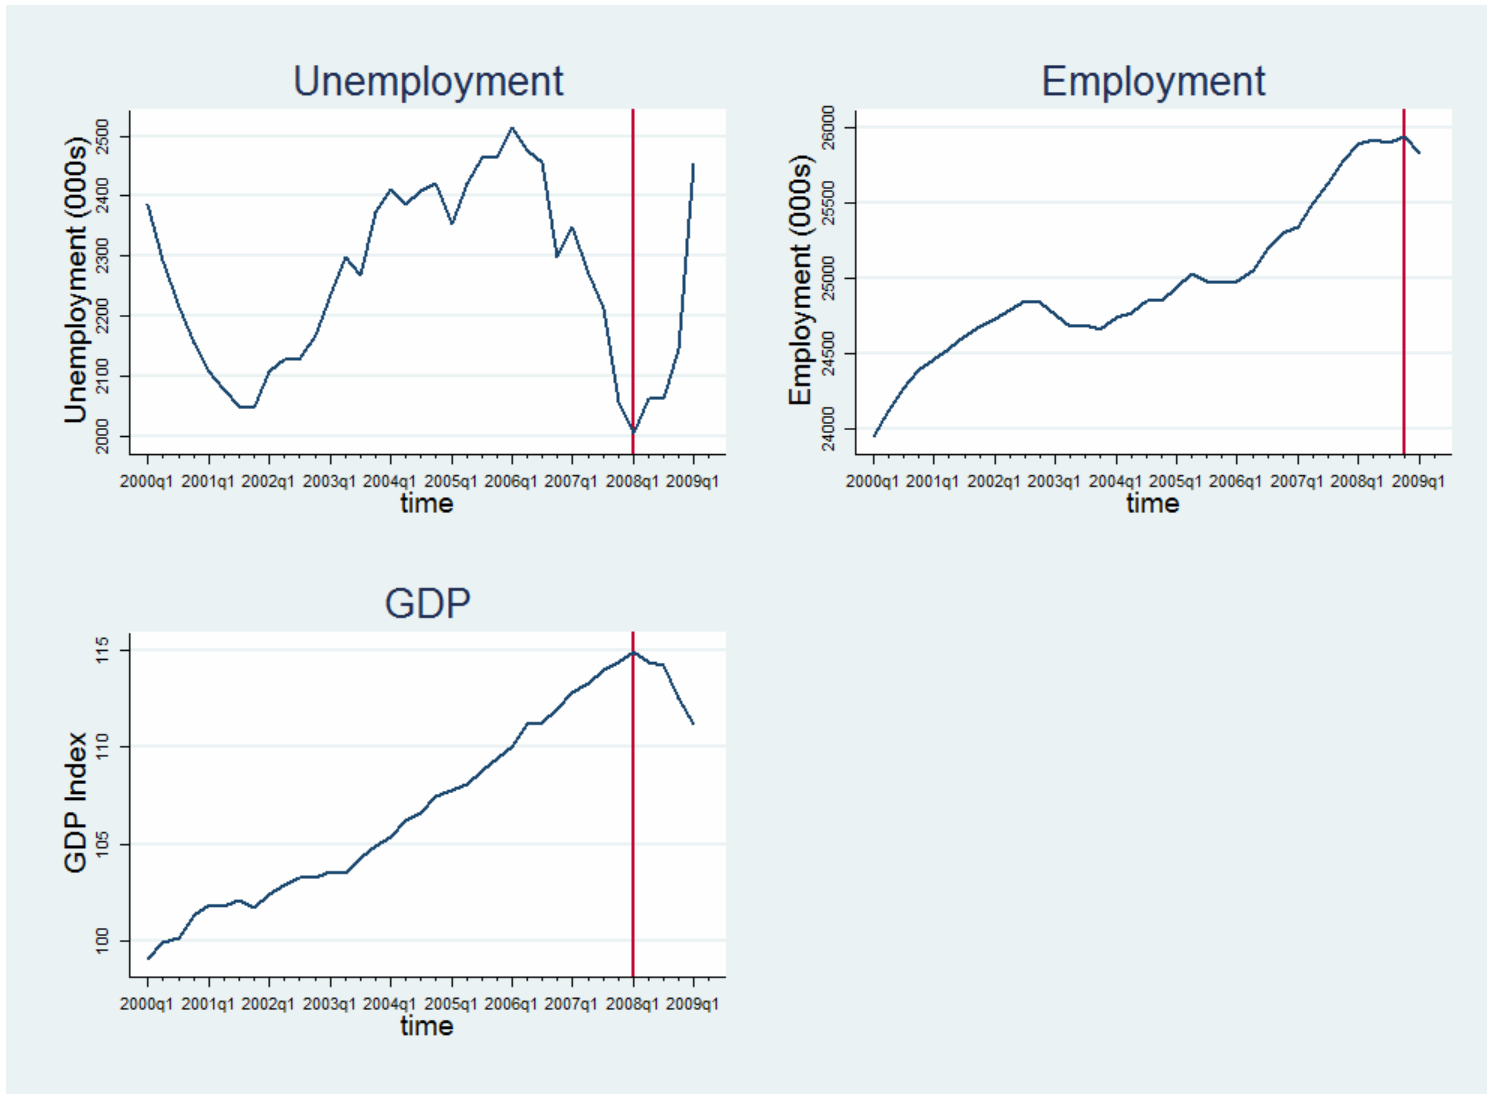 Unemployment
Unemployment (000s)
2500
2400
2300
2200
2100
2000
2000q1 2001q1 2002q1 2003q1 2004q1 2005q1 2006q1 2007q1 2008q1 2009q1
time
Employment
Employment (000s)
26000
25500
25000
24500
24000
2000q1 2001q1 2002q1 2003q1 2004q1 2005q1 2006q1 2007q1 2008q1 2009q1
time
GDP
GDP Index
115
110
105
100
2000q1 2001q1 2002q1 2003q1 2004q1 2005q1 2006q1 2007q1 2008q1 2009q1
time